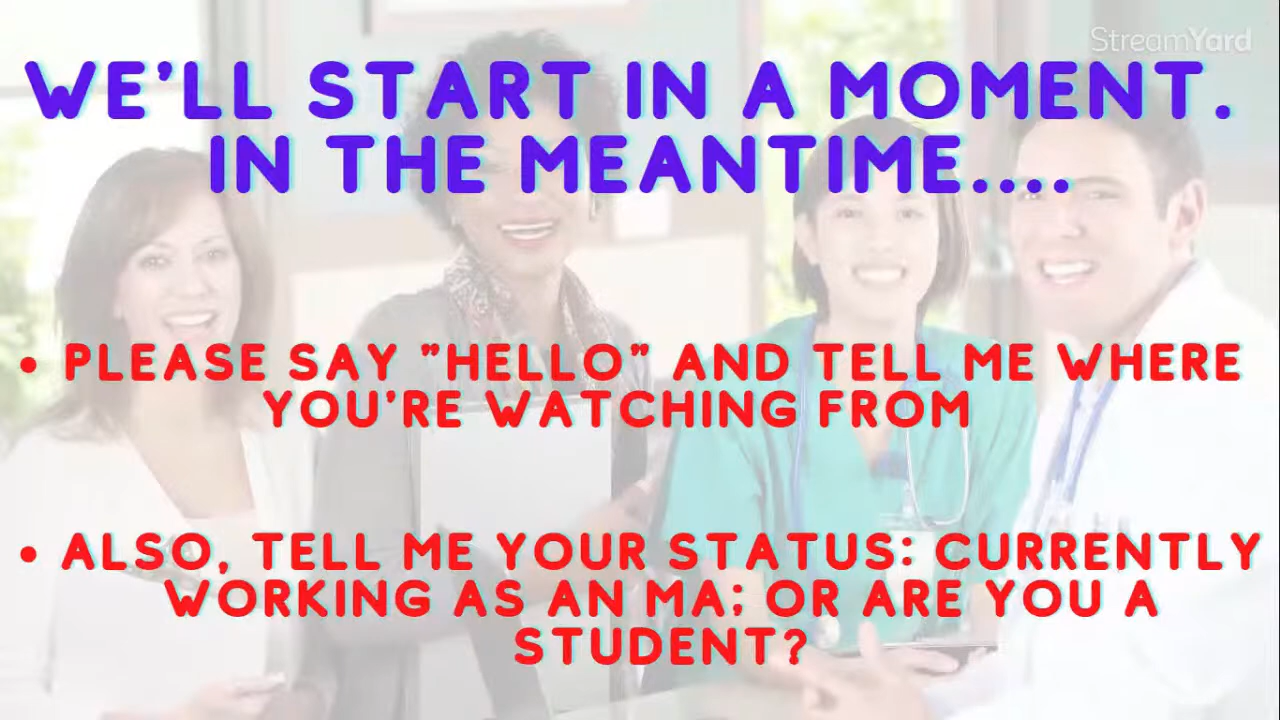 StreamYard
WE'LL START IN A MOMENT.
IN THE MEANTIME....
• PLEASE SAY "HELLO" AND TELL ME WHERE
YOU'RE WATCHING FROM
• ALSO, TELL ME YOUR STATUS: CURRENTLY
WORKING AS AN MA; OR ARE YOU A
STUDENT?